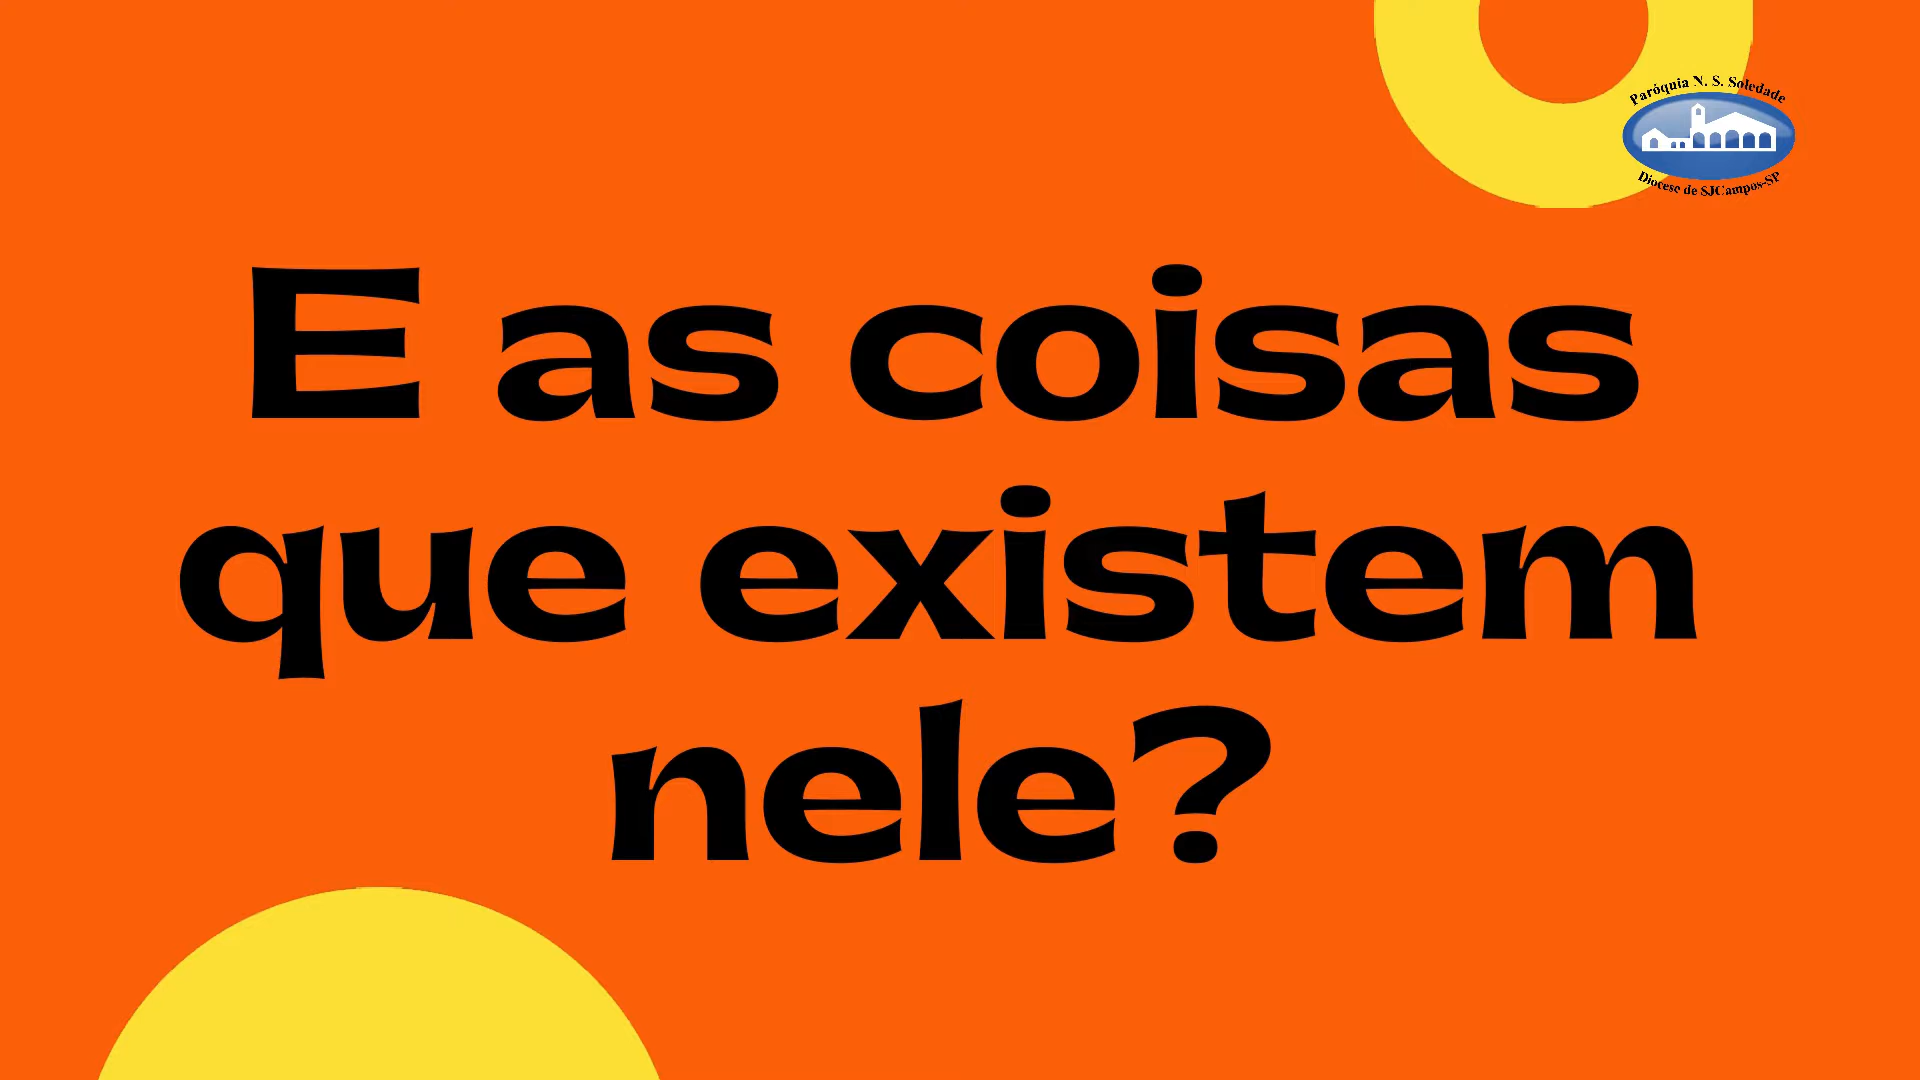 Paróquia N. S. Soledade
Diocese de SJCampos-SP
E as coisas
que existem
nele?